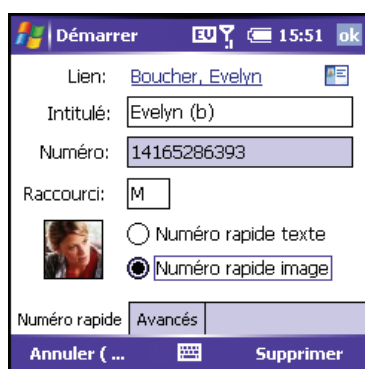 Démarrer EV 15:51 ok
Lien: Boucher, Evelyn
Intitulé: Evelyn (b)
Numéro: 14165286393
Raccourci: M
Numéro rapide texte
Numéro rapide image
Numéro rapide Avancés
Annuler ( ... Supprimer